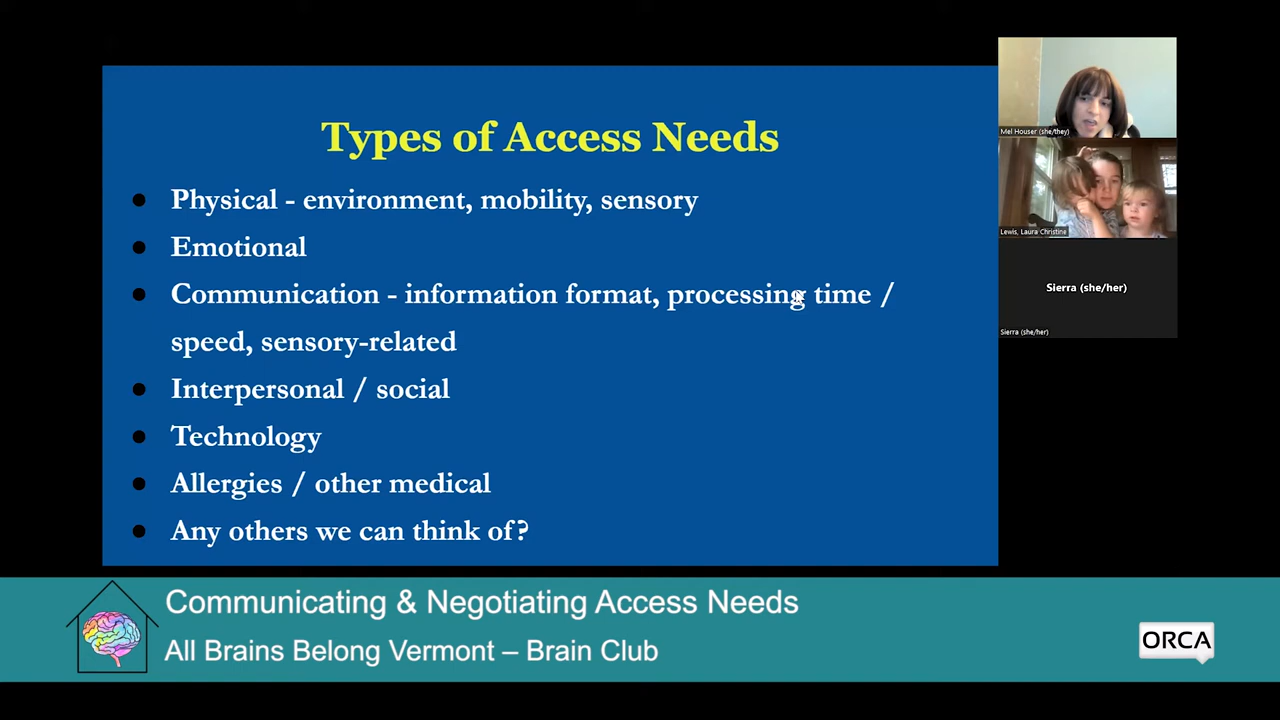 Types of Access Needs
● Physical - environment, mobility, sensory
● Emotional
● Communication - information format, processing time /
speed, sensory-related
● Interpersonal / social
● Technology
● Allergies / other medical
● Any others we can think of?
Mel Houser (she/they)
Lewis, Laura Christine
Sierra (she/her)
Sierra (she/her)
Communicating & Negotiating Access Needs
All Brains Belong Vermont – Brain Club
ORCA